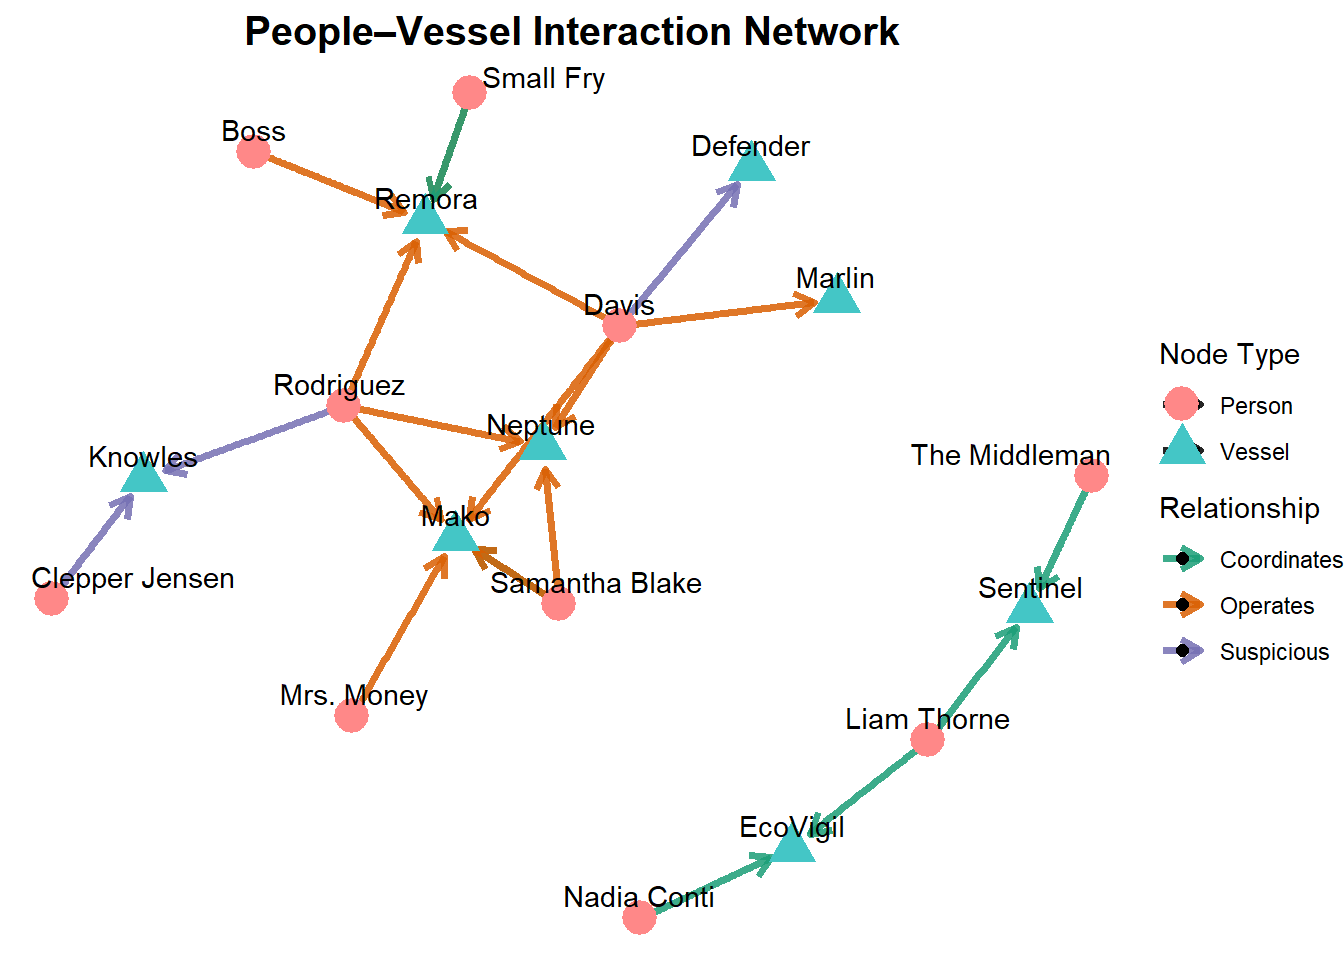 People–Vessel Interaction Network
Small Fry
Boss
Defender
Remora
Marlin
Davis
Rodriguez
Neptune
Knowles
The Middleman
Mako
Clepper Jensen
Samantha Blake
Sentinel
Mrs. Money
Liam Thorne
EcoVigil
Nadia Conti
Node Type
Person
Vessel
Relationship
Coordinates
Operates
Suspicious